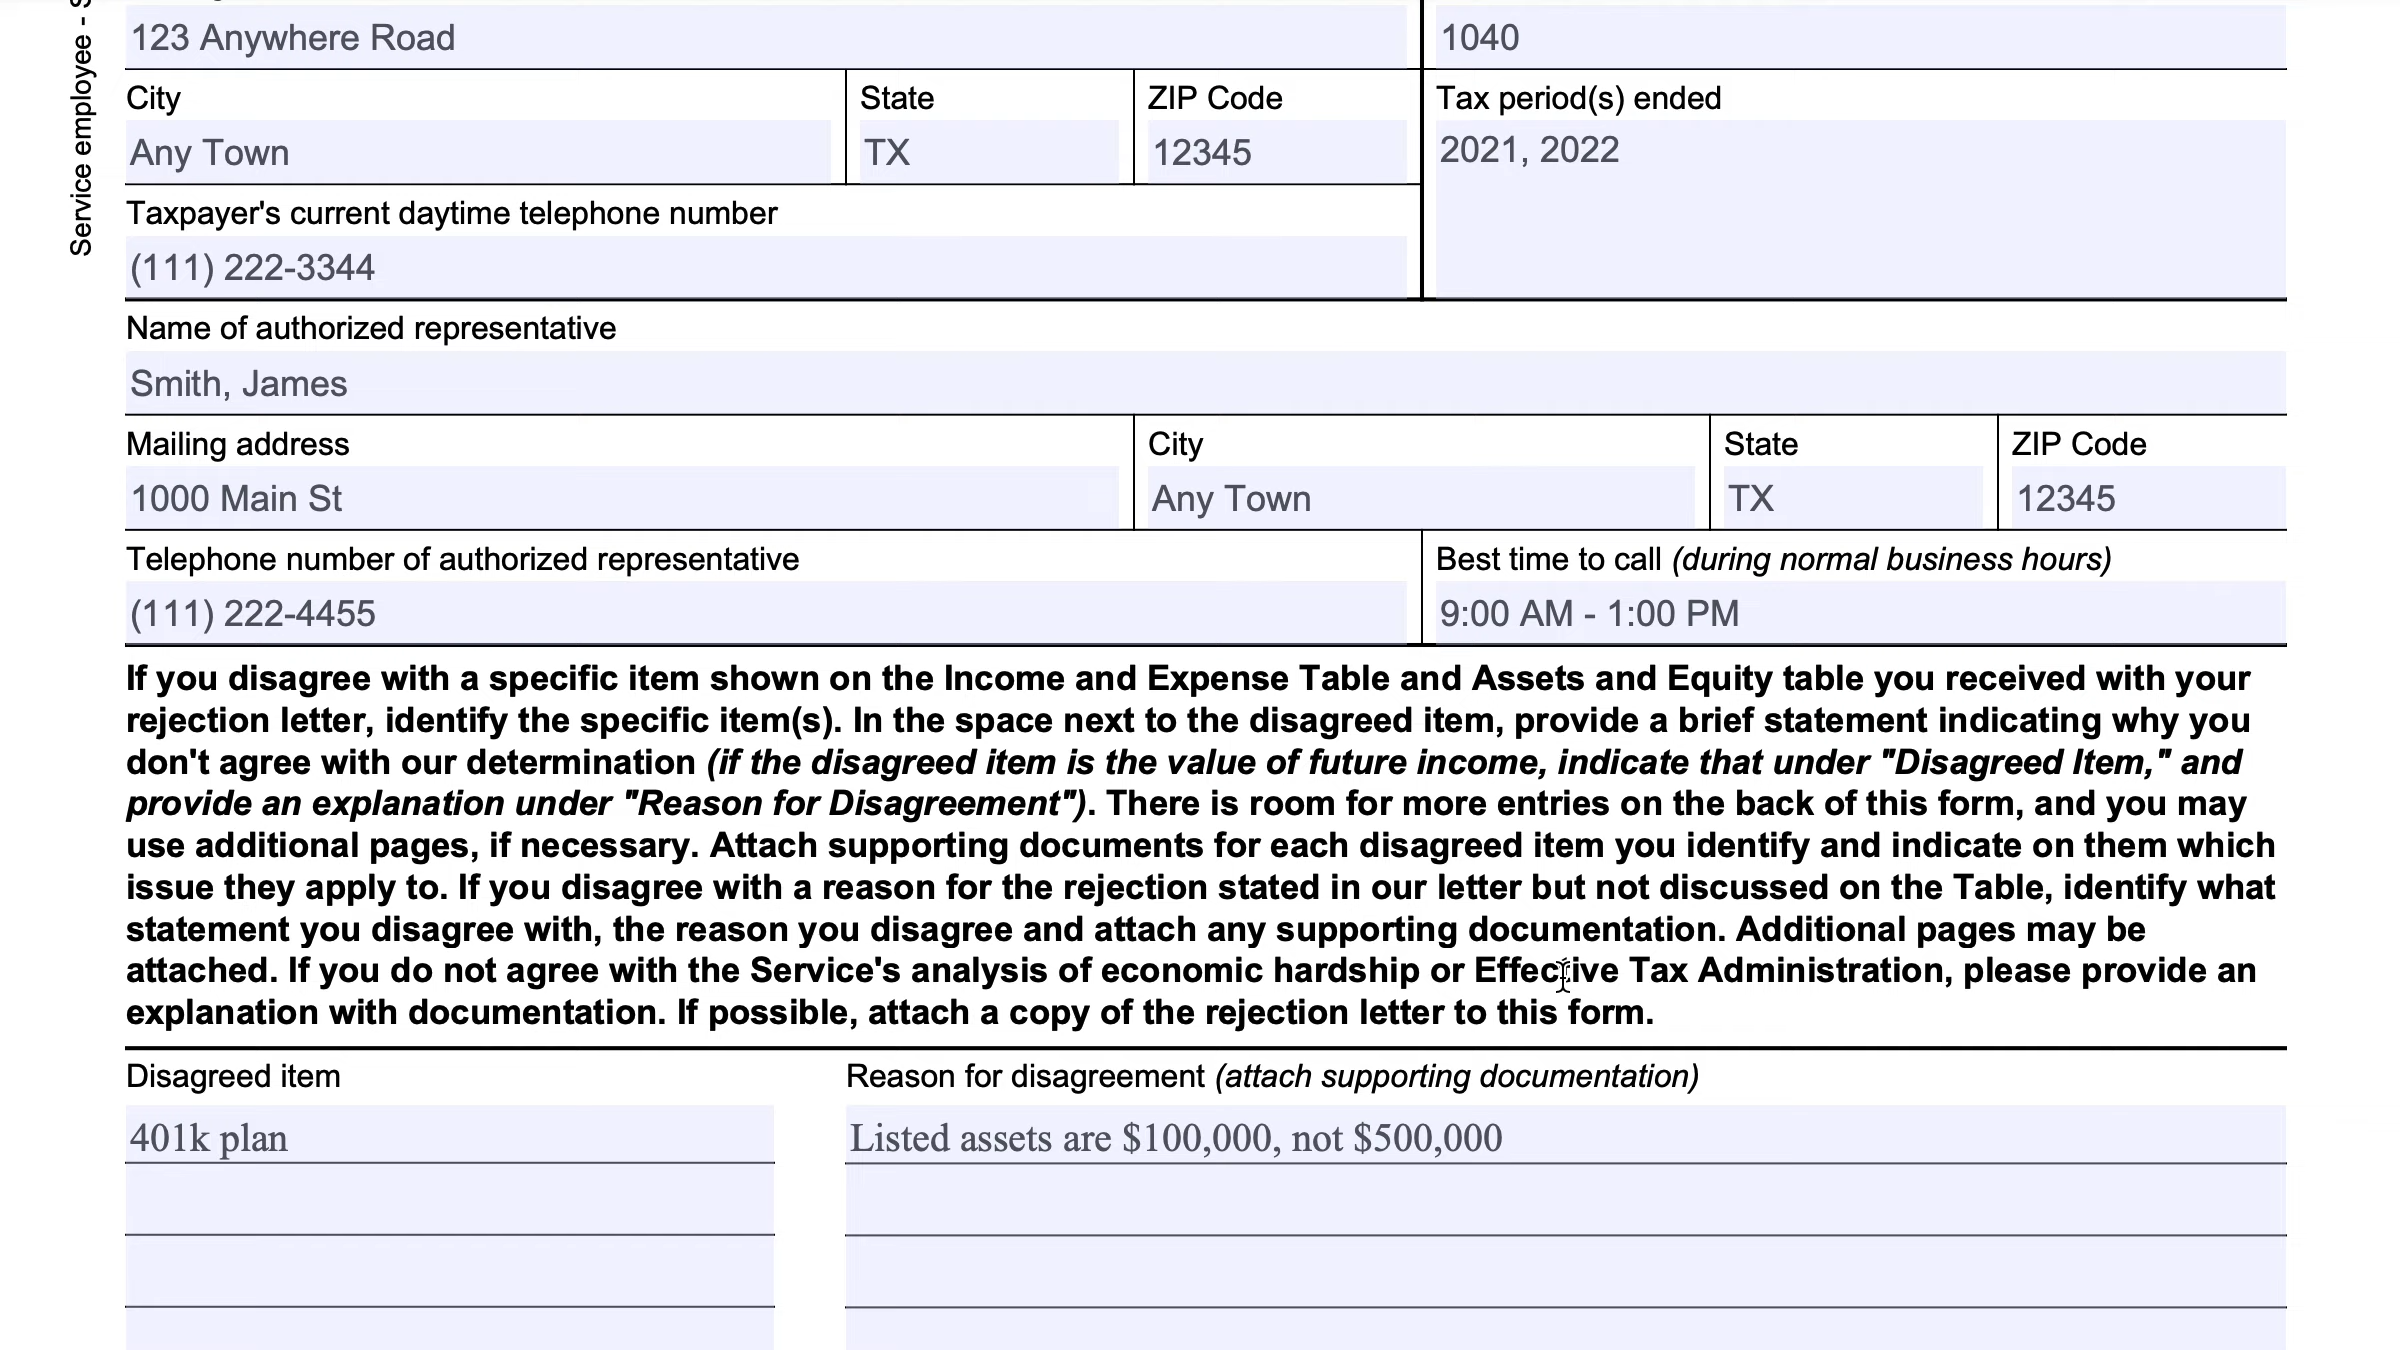 Service employee -
123 Anywhere Road
1040
City
State
ZIP Code
Tax period(s) ended
Any Town
TX
12345
2021, 2022
Taxpayer's current daytime telephone number
(111) 222-3344
Name of authorized representative
Smith, James
Mailing address
City
State
ZIP Code
1000 Main St
Any Town
TX
12345
Telephone number of authorized representative
Best time to call (during normal business hours)
(111) 222-4455
9:00 AM - 1:00 PM
If you disagree with a specific item shown on the Income and Expense Table and Assets and Equity table you received with your
rejection letter, identify the specific item(s). In the space next to the disagreed item, provide a brief statement indicating why you
don't agree with our determination (if the disagreed item is the value of future income, indicate that under "Disagreed Item," and
provide an explanation under "Reason for Disagreement"). There is room for more entries on the back of this form, and you may
use additional pages, if necessary. Attach supporting documents for each disagreed item you identify and indicate on them which
issue they apply to. If you disagree with a reason for the rejection stated in our letter but not discussed on the Table, identify what
statement you disagree with, the reason you disagree and attach any supporting documentation. Additional pages may be
attached. If you do not agree with the Service's analysis of economic hardship or Effective Tax Administration, please provide an
explanation with documentation. If possible, attach a copy of the rejection letter to this form.
Disagreed item
Reason for disagreement (attach supporting documentation)
401k plan
Listed assets are $100,000, not $500,000